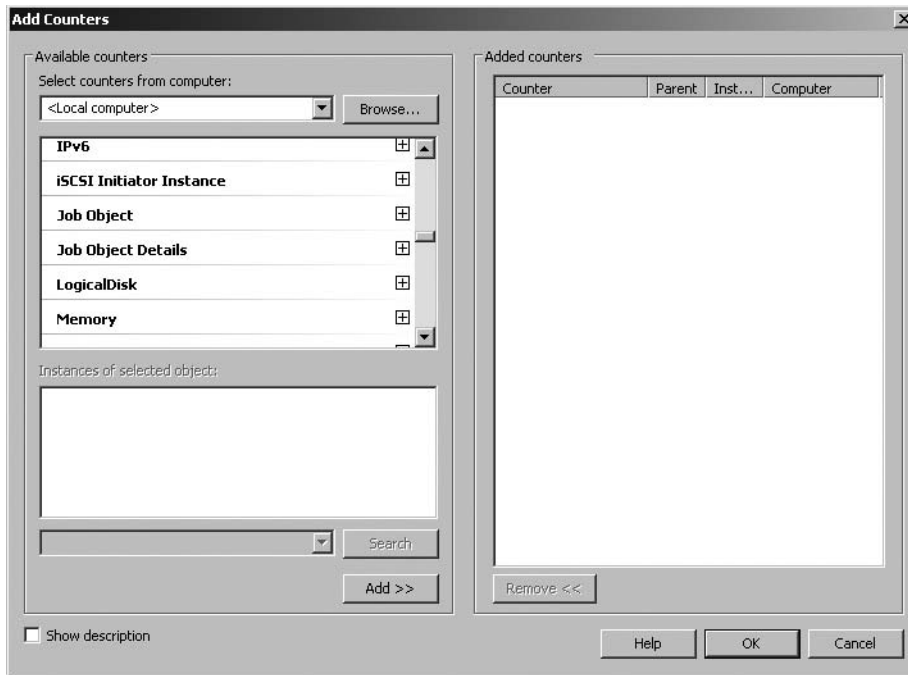 Add Counters
Available counters
Select counters from computer:
<Local computer>
Browse...
IPv6
iSCSI Initiator Instance
Job Object
Job Object Details
LogicalDisk
Memory
Instances of selected object:
Search
Add >>
Show description
Added counters
Counter Parent Inst... Computer
Remove <<
Help OK Cancel